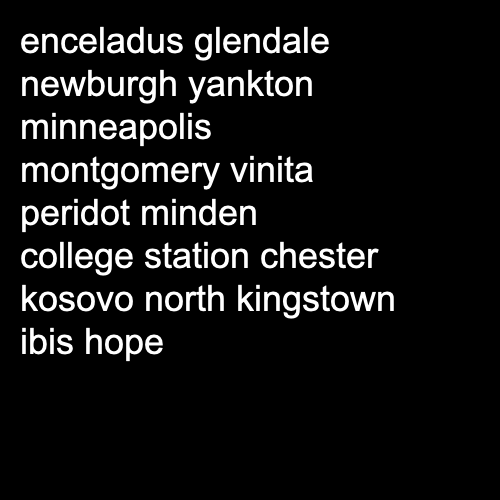 enceladus glendale
newburgh yankton
minneapolis
montgomery vinita
peridot minden
college station chester
kosovo north kingstown
ibis hope